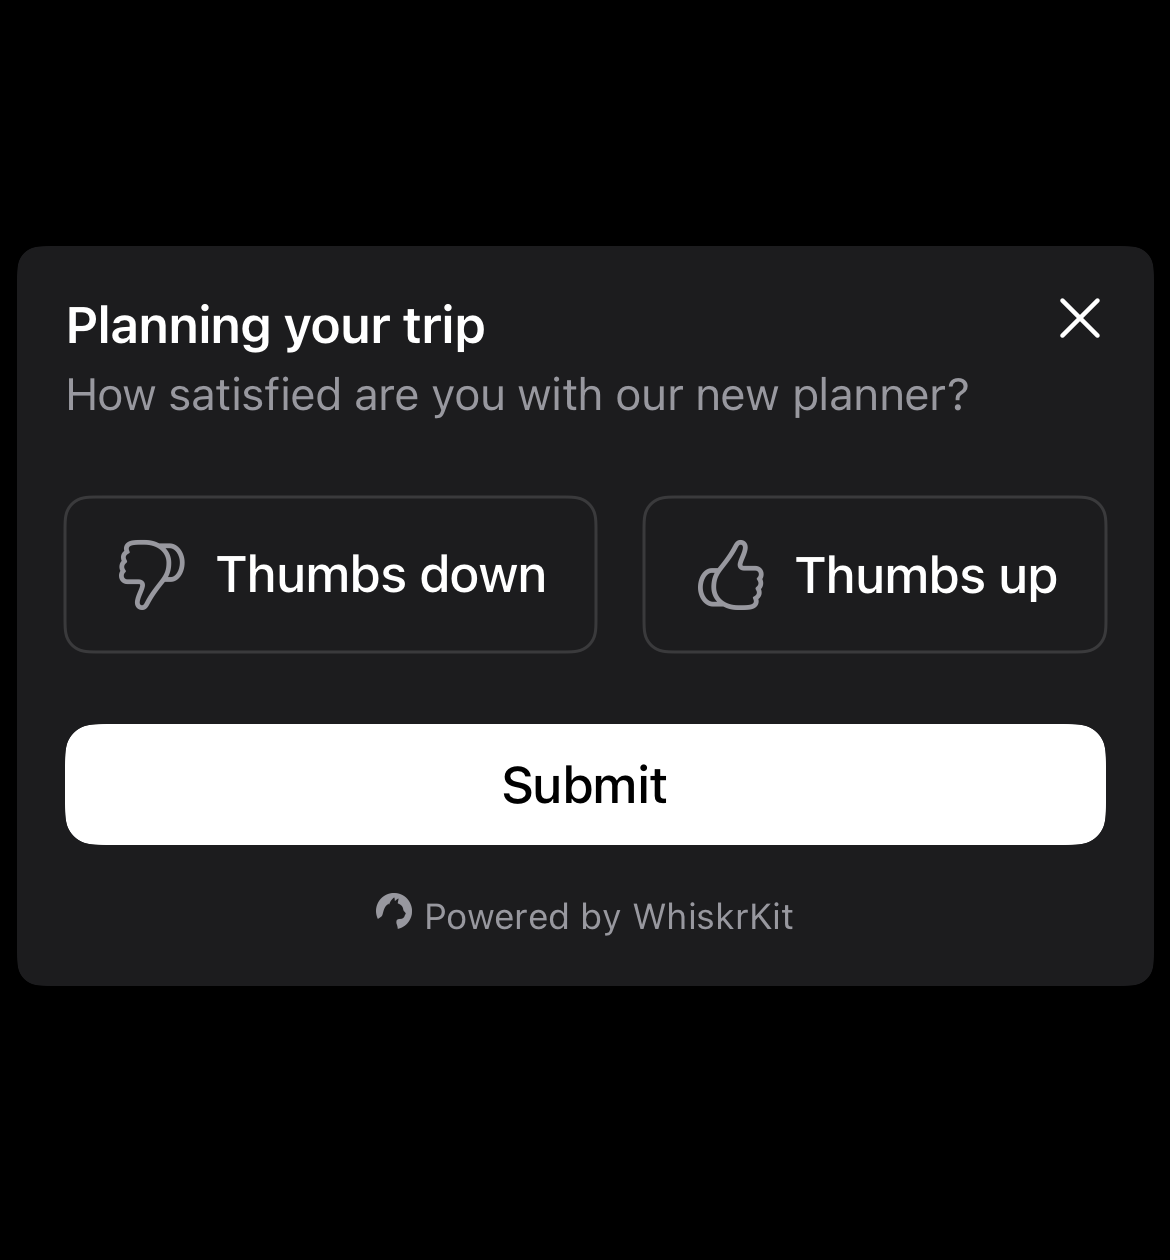 Planning your trip
How satisfied are you with our new planner?
Thumbs down
Thumbs up
Submit
Powered by WhiskrKit